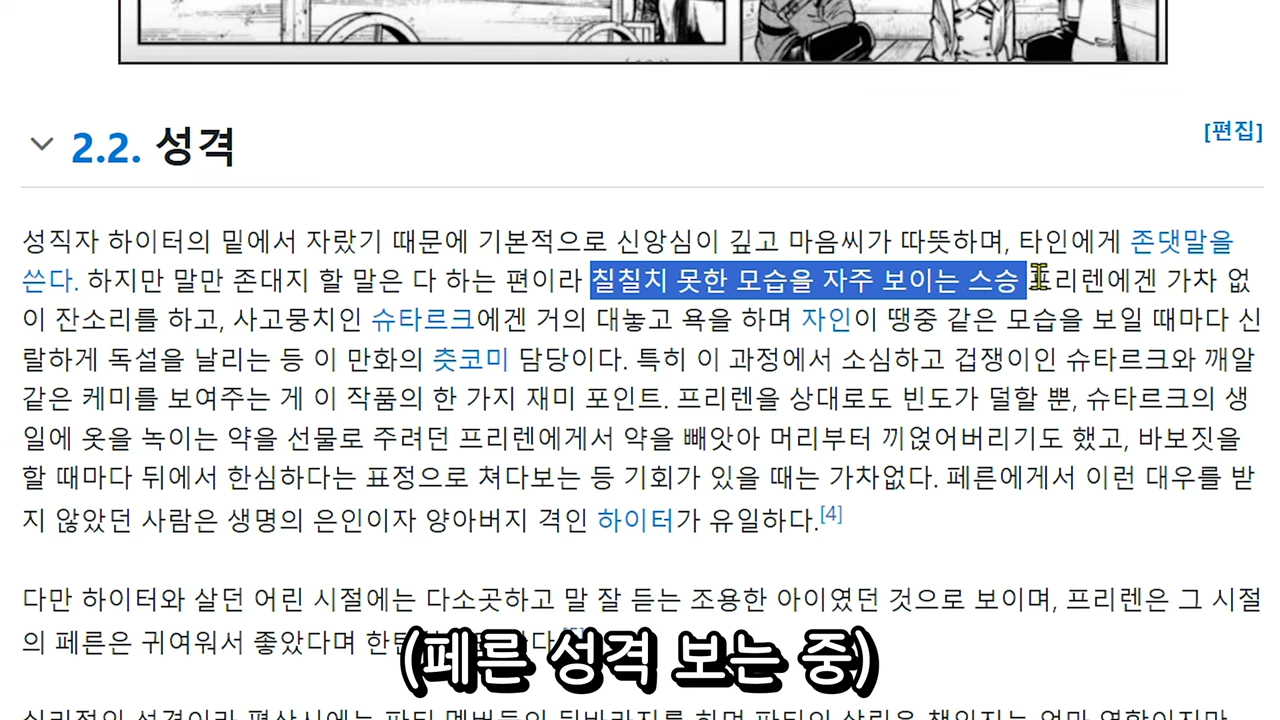 2.2. 성격
[편집]
성직자 하이터의 밑에서 자랐기 때문에 기본적으로 신앙심이 깊고 마음씨가 따뜻하며, 타인에게 존댓말을
쓴다. 하지만 말만 존대지 할 말은 다 하는 편이라 칠칠치 못한 모습을 자주 보이는 스승 프리렌에게겐 가차 없
이 잔소리를 하고, 사고뭉치인 슈타르크에겐 거의 대놓고 욕을 하며 자인이 땡중 같은 모습을 보일 때마다 신
랄하게 독설을 날리는 등 이 만화의 츳코미 담당이다. 특히 이 과정에서 소심하고 겁쟁이인 슈타르크와 깨알
같은 케미를 보여주는 게 이 작품의 한 가지 재미 포인트. 프리렌을 상대로도 빈도가 덜할 뿐, 슈타르크의 생
일에 옷을 녹이는 약을 선물로 주려던 프리렌에게서 약을 빼앗아 머리부터 끼얹어버리기도 했고, 바보짓을
할 때마다 뒤에서 한심하다는 표정으로 쳐다보는 등 기회가 있을 때는 가차없다. 페른에게서 이런 대우를 받
지 않았던 사람은 생명의 은인이자 양아버지 격인 하이터가 유일하다.[4]
다만 하이터와 살던 어린 시절에는 다소곳하고 말 잘 듣는 조용한 아이였던 것으로 보이며, 프리렌은 그 시절
의 페른은 귀여워서 좋았다며
(페른 성격 보는 중)